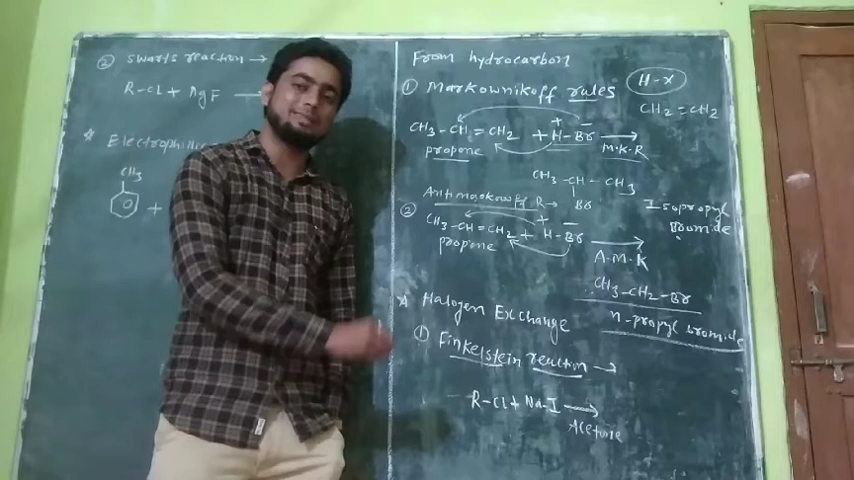 ② Swarts reaction →
R-Cl + AgF —
* Electrophilic
CH3
+
From hydrocarbon
① Markownikoff rules
H-X
CH2 = CH2
+ −
CH3-CH=CH2 + H-Br →
propene M.K.R
CH3-CH-CH3
Br
Isopropyl
Bromide
② Antimarkowff R →
+ −
CH3-CH=CH2 + H-Br
propene
A.M.K
CH3-CH2-Br
n-propyl bromide
* Halogen Exchange
① Finkelstein reaction →
R-Cl + Na-I →
Acetone